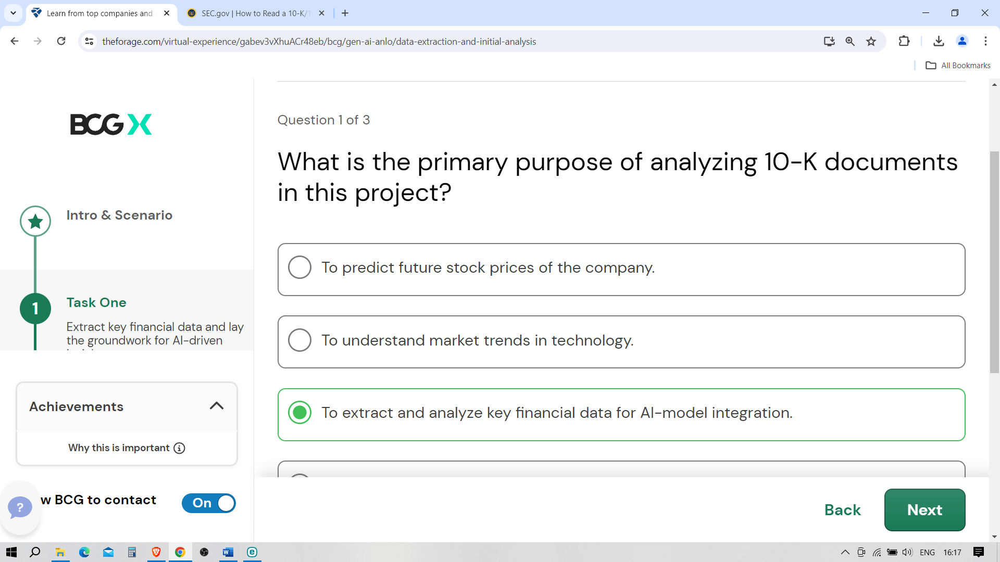 Learn from top companies and
SEC.gov | How to Read a 10-K/
theforage.com/virtual-experience/gabev3vXhuACr48eb/bcg/gen-ai-anlo/data-extraction-and-initial-analysis
All Bookmarks
BCG X
Intro & Scenario
1
Task One
Extract key financial data and lay
the groundwork for AI-driven
Achievements
Why this is important
w BCG to contact
On
?
Question 1 of 3
What is the primary purpose of analyzing 10-K documents
in this project?
To predict future stock prices of the company.
To understand market trends in technology.
To extract and analyze key financial data for AI-model integration.
Back
Next
ENG
16:17